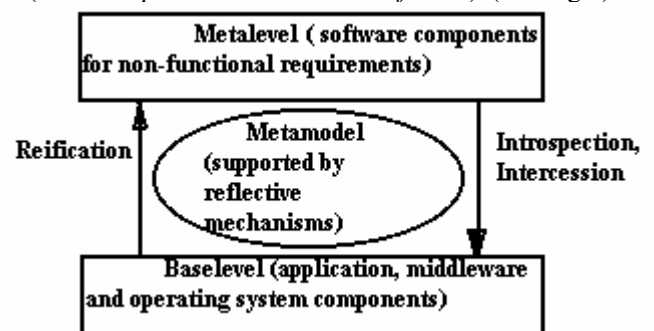 Metalevel ( software components
for non-functional requirements)
Reification
Metamodel
(supported by
reflective
mechanisms)
Introspection,
Intercession
Baselevel (application, middleware
and operating system components)